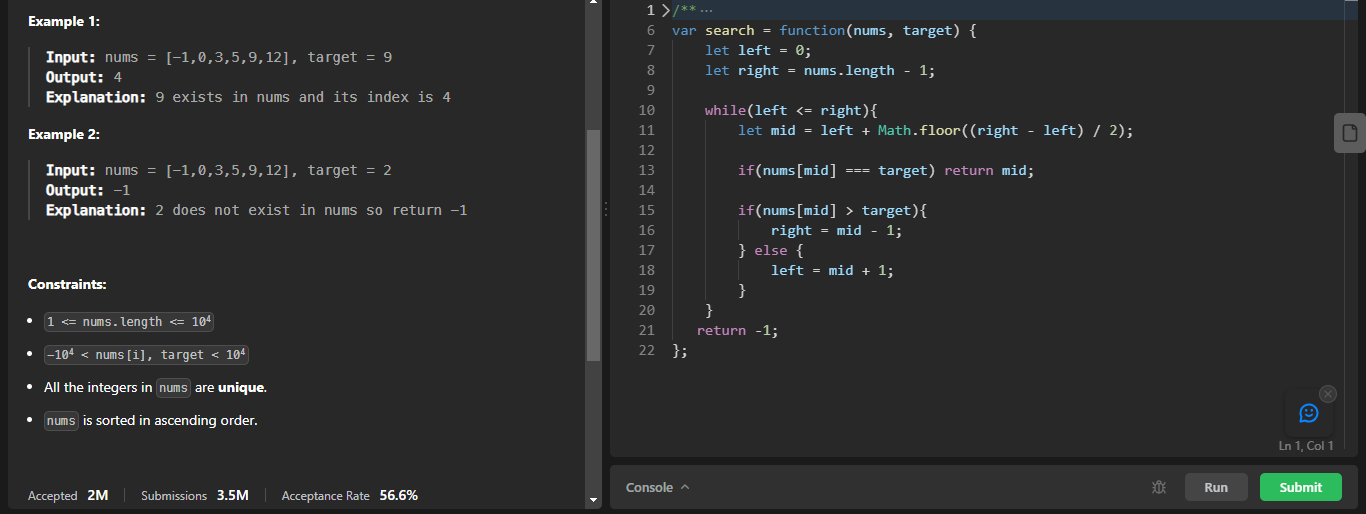 Example 1:
Input: nums = [-1,0,3,5,9,12], target = 9
Output: 4
Explanation: 9 exists in nums and its index is 4
Example 2:
Input: nums = [-1,0,3,5,9,12], target = 2
Output: -1
Explanation: 2 does not exist in nums so return -1
Constraints:
• 1 <= nums.length <= 10⁴
• -10⁴ < nums[i], target < 10⁴
• All the integers in nums are unique.
• nums is sorted in ascending order.
Accepted 2M Submissions 3.5M Acceptance Rate 56.6%
1 /** ···
6 var search = function(nums, target) {
7     let left = 0;
8     let right = nums.length - 1;
9
10     while(left <= right){
11         let mid = left + Math.floor((right - left) / 2);
12
13         if(nums[mid] === target) return mid;
14
15         if(nums[mid] > target){
16             right = mid - 1;
17         } else {
18             left = mid + 1;
19         }
20     }
21    return -1;
22 };
Ln 1, Col 1
Console Run Submit